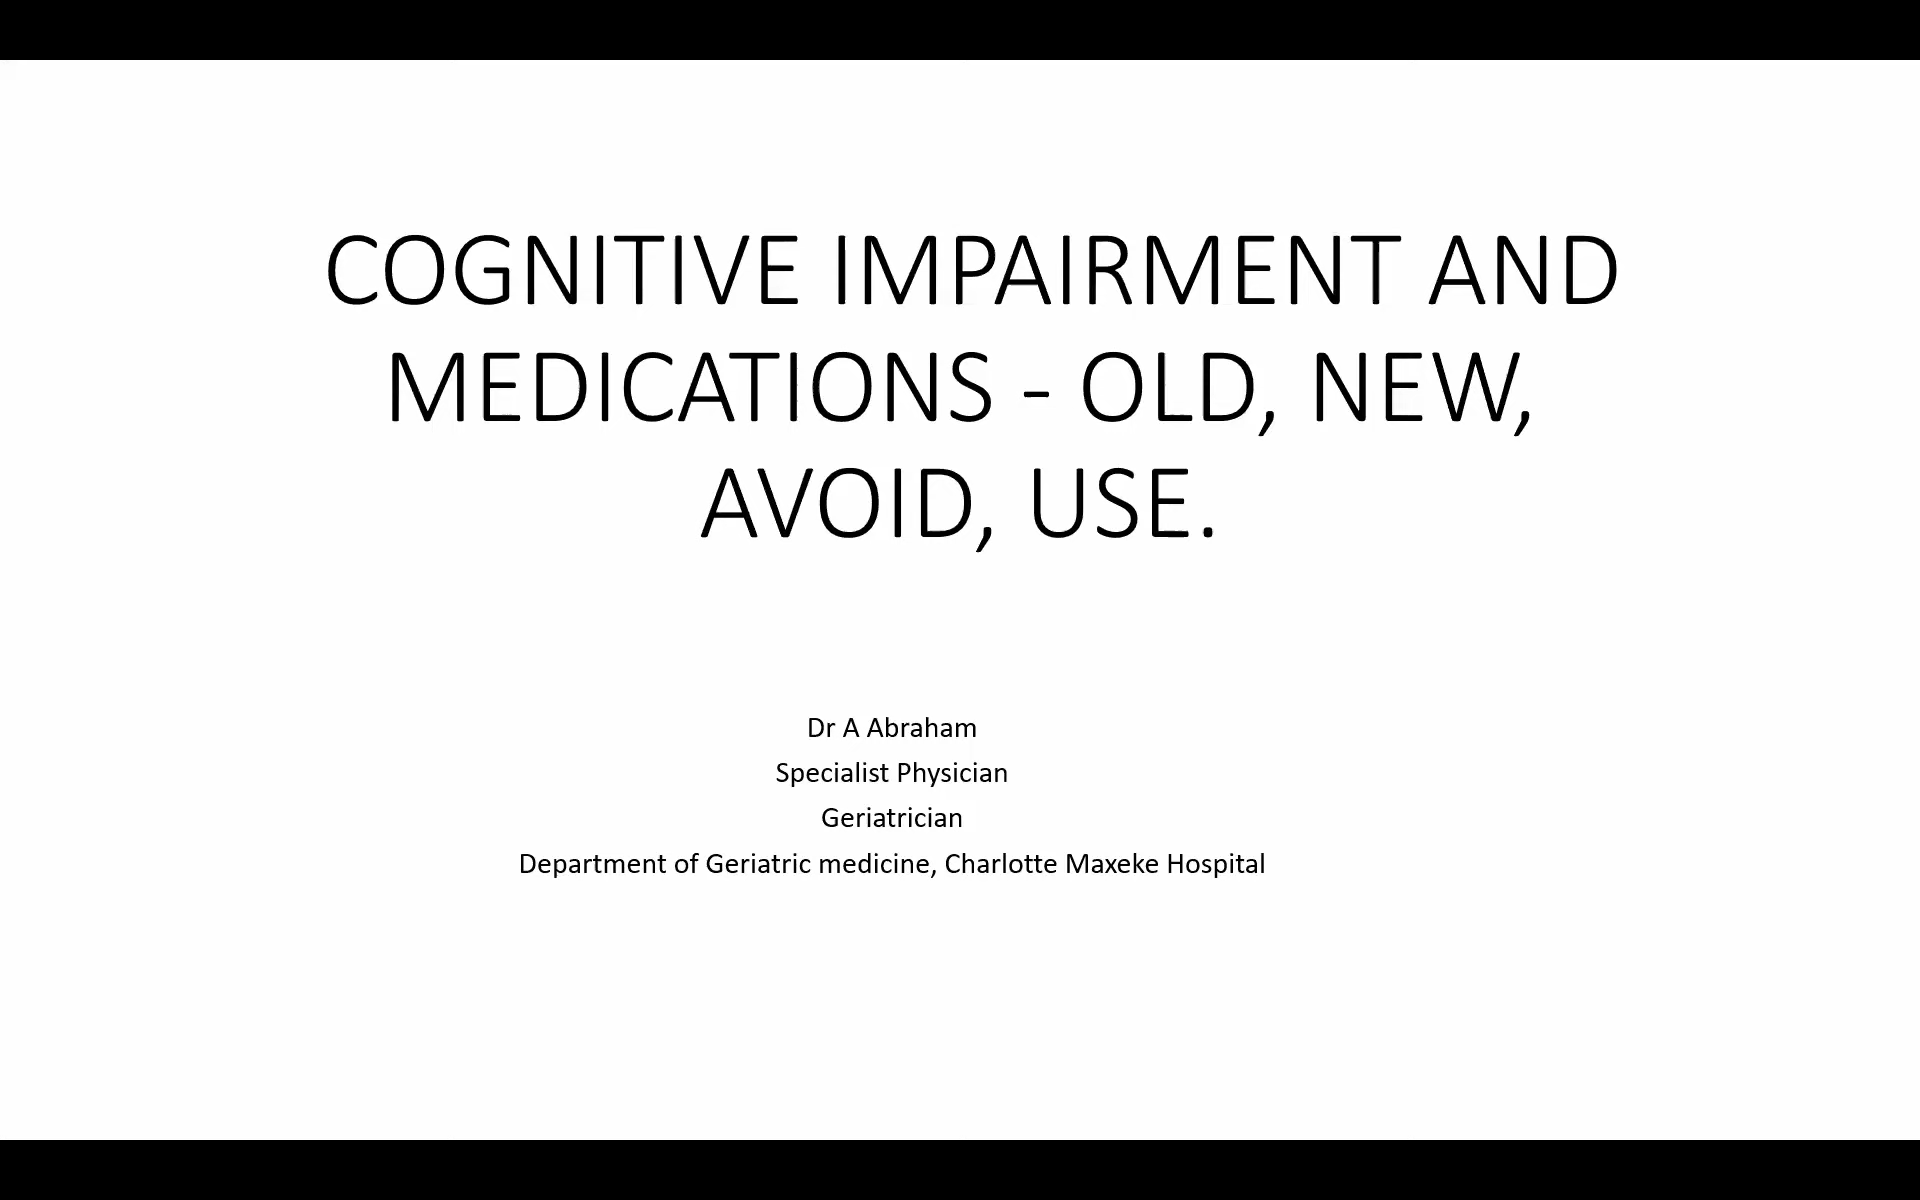 COGNITIVE IMPAIRMENT AND
MEDICATIONS - OLD, NEW,
AVOID, USE.
Dr A Abraham
Specialist Physician
Geriatrician
Department of Geriatric medicine, Charlotte Maxeke Hospital